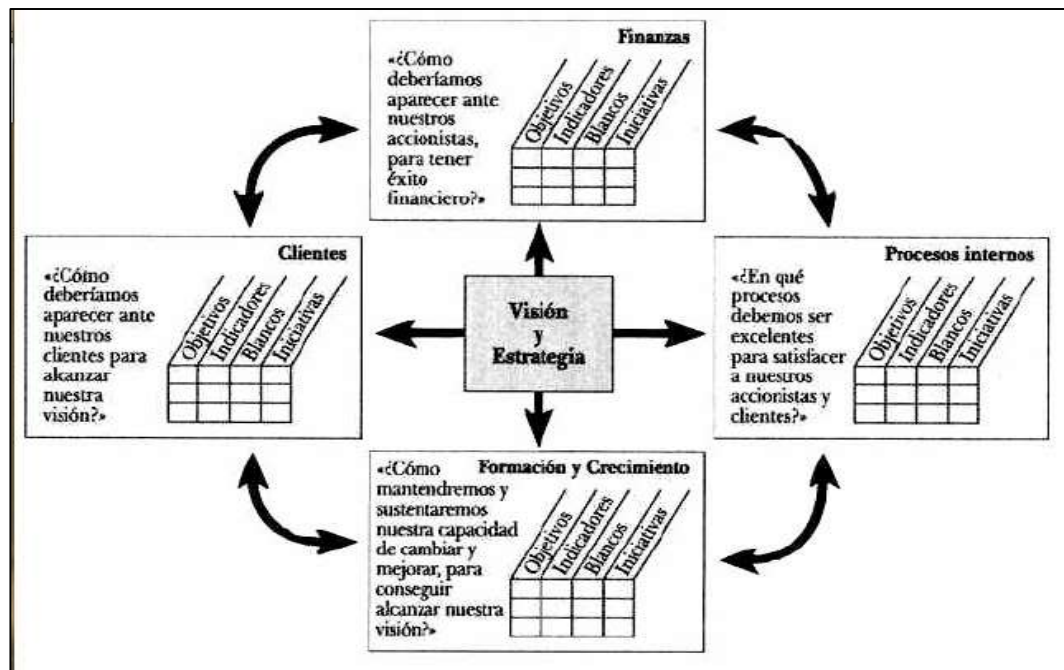 Finanzas
«¿Cómo
deberíamos
aparecer ante
nuestros
accionistas,
para tener
éxito
financiero?»
Objetivos
Indicadores
Blancos
Iniciativas
Clientes
«¿Cómo
deberíamos
aparecer ante
nuestros
clientes para
alcanzar
nuestra
visión?»
Objetivos
Indicadores
Blancos
Iniciativas
Visión
y
Estrategia
Procesos internos
«¿En qué
procesos
debemos ser
excelentes
para satisfacer
a nuestros
accionistas y
clientes?»
Objetivos
Indicadores
Blancos
Iniciativas
Formación y Crecimiento
«¿Cómo
mantendremos y
sustentaremos
nuestra capacidad
de cambiar y
mejorar, para
conseguir
alcanzar nuestra
visión?»
Objetivos
Indicadores
Blancos
Iniciativas